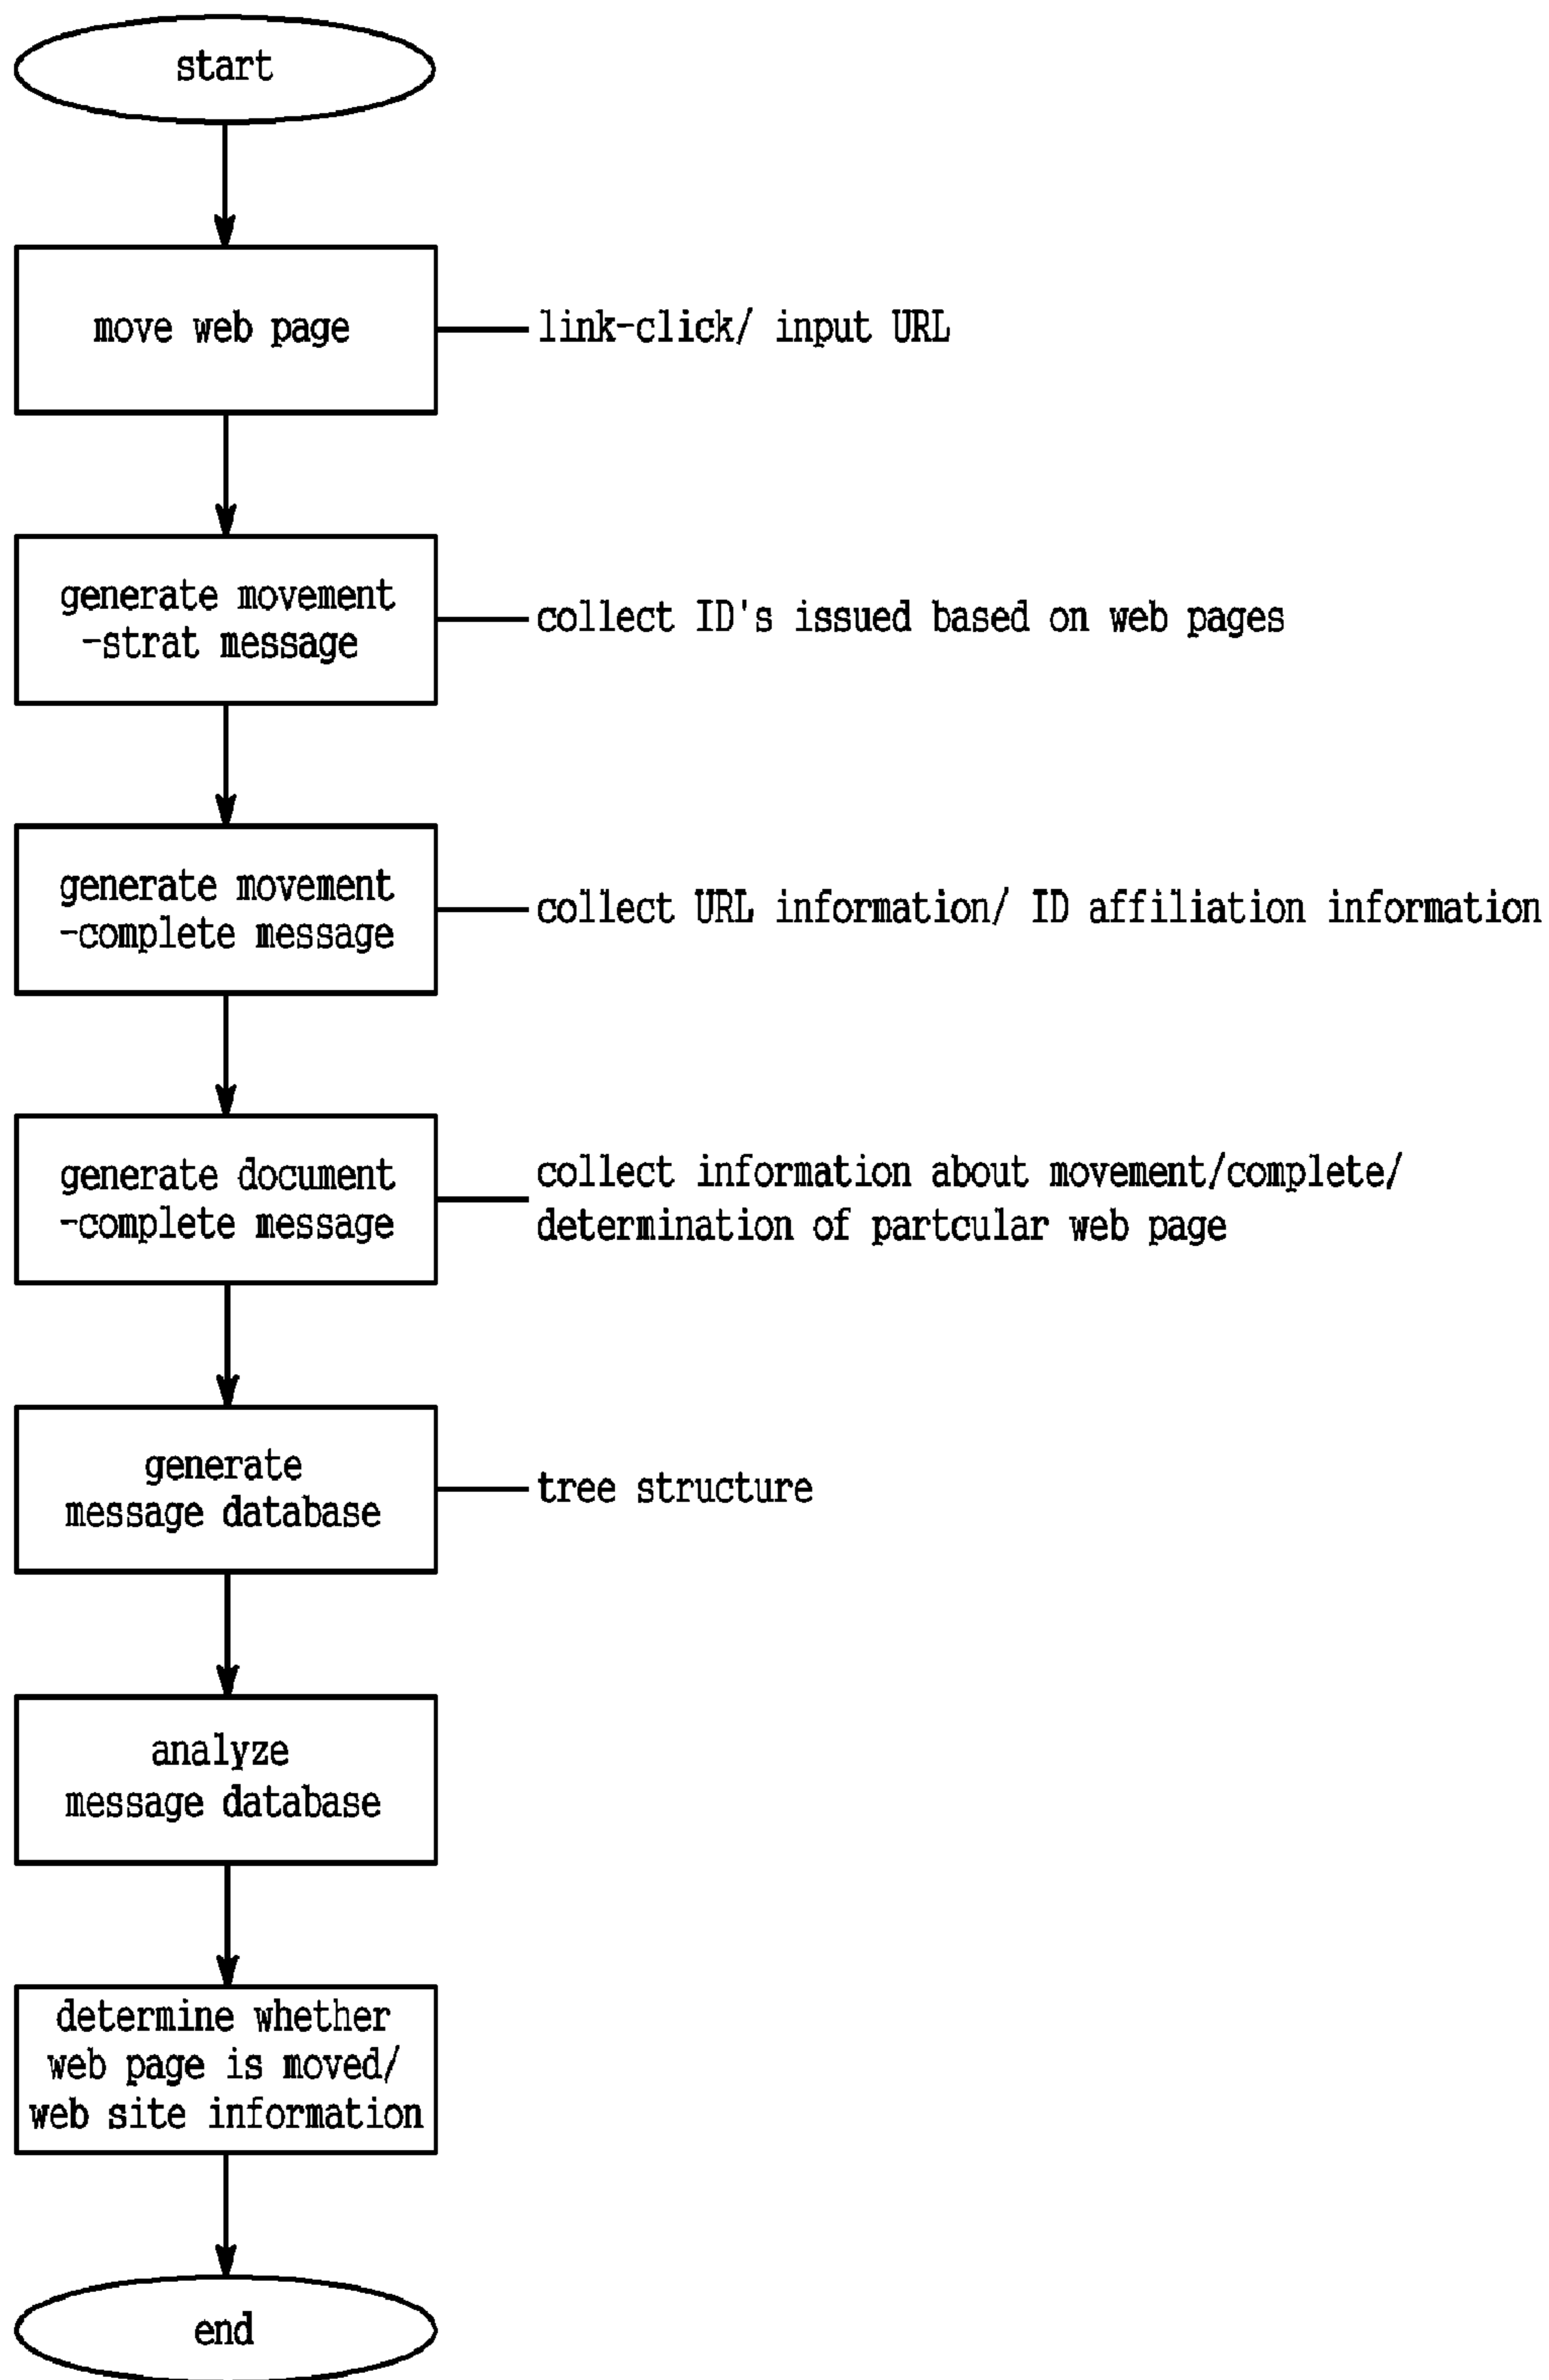 start
move web page
link-click/ input URL
generate movement
-strat message
collect ID's issued based on web pages
generate movement
-complete message
collect URL information/ ID affiliation information
generate document
-complete message
collect information about movement/complete/
determination of partcular web page
generate
message database
tree structure
analyze
message database
determine whether
web page is moved/
web site information
end